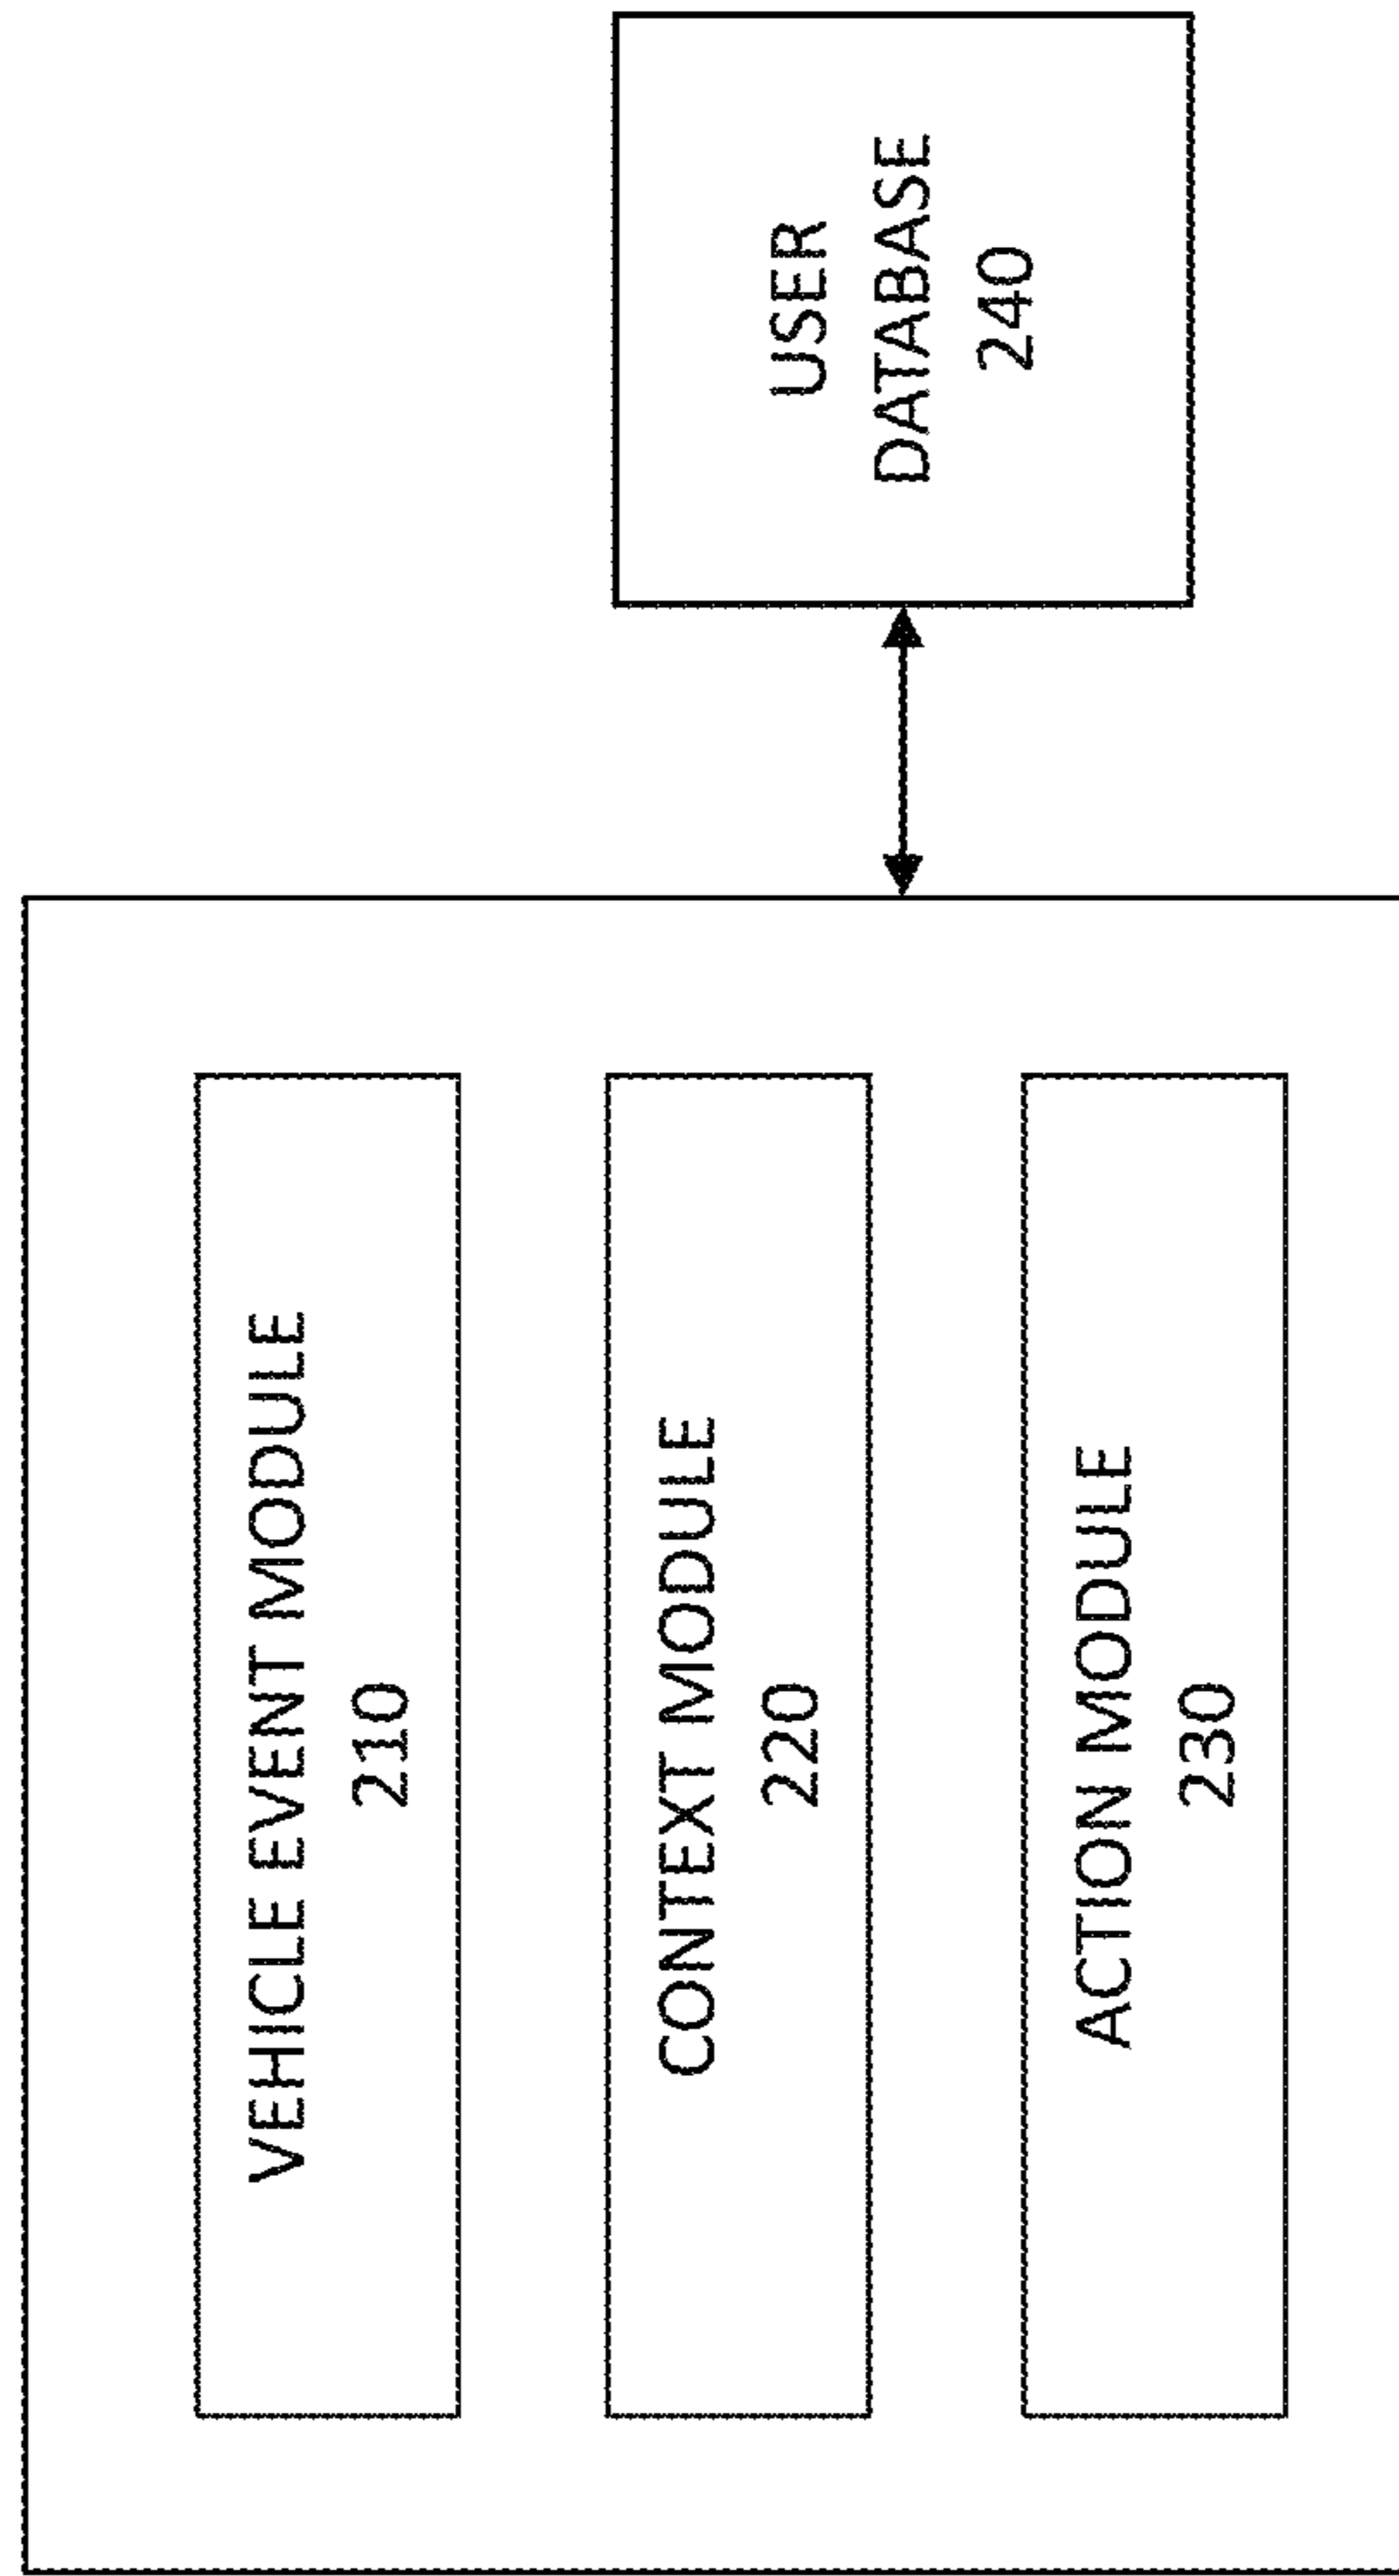 VEHICLE EVENT MODULE
210
CONTEXT MODULE
220
ACTION MODULE
230
USER
DATABASE
240